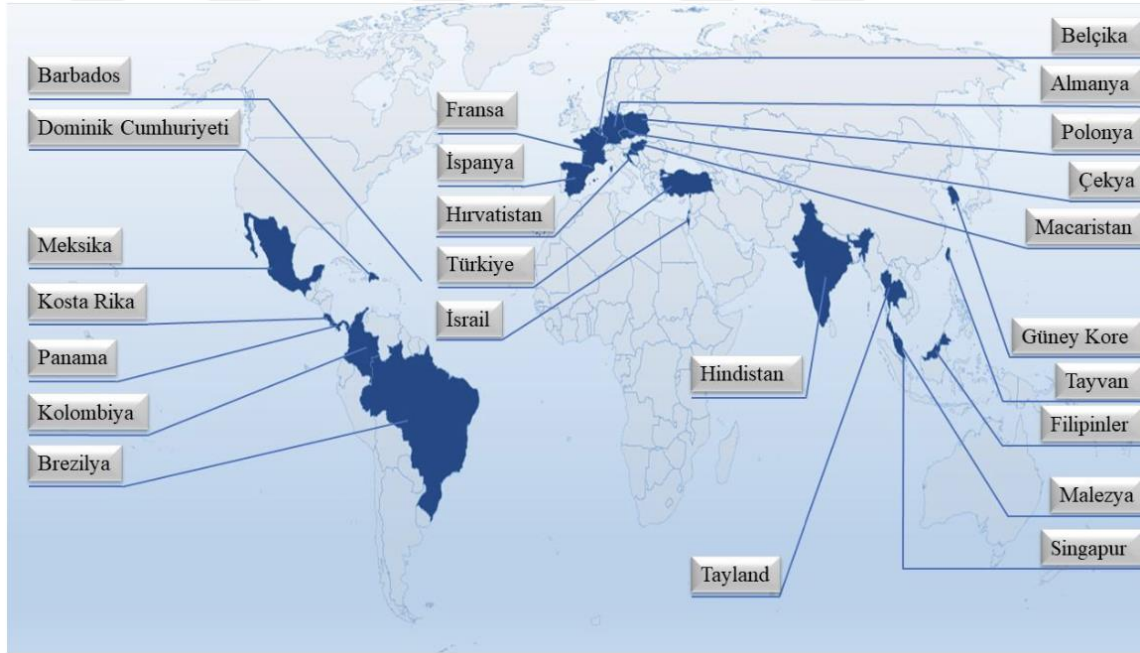 Barbados
Dominik Cumhuriyeti
Meksika
Kosta Rika
Panama
Kolombiya
Brezilya
Fransa
İspanya
Hırvatistan
Türkiye
İsrail
Hindistan
Tayland
Belçika
Almanya
Polonya
Çekya
Macaristan
Güney Kore
Tayvan
Filipinler
Malezya
Singapur